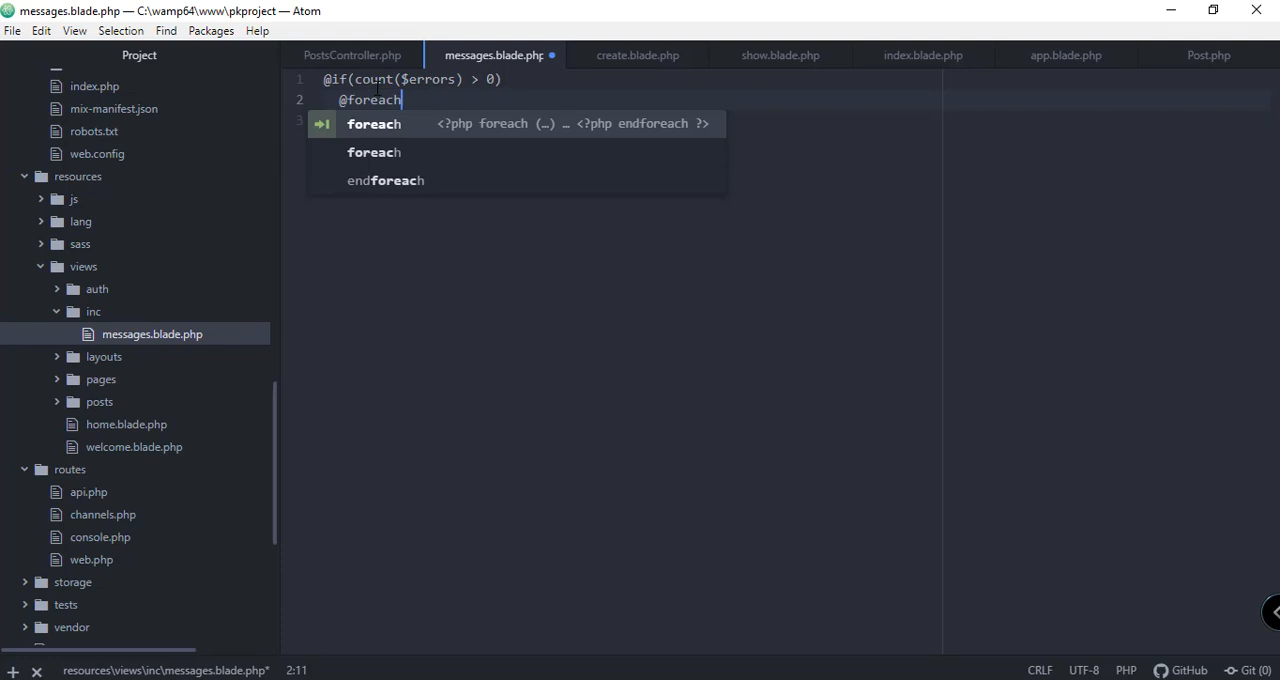 messages.blade.php — C:\wamp64\www\pkproject — Atom
File Edit View Selection Find Packages Help
Project
PostsController.php messages.blade.php create.blade.php show.blade.php index.blade.php app.blade.php Post.php
index.php
mix-manifest.json
robots.txt
web.config
resources
js
lang
sass
views
auth
inc
messages.blade.php
layouts
pages
posts
home.blade.php
welcome.blade.php
routes
api.php
channels.php
console.php
web.php
storage
tests
vendor
1 @if(count($errors) > 0)
2 @foreach
3
foreach <?php foreach (…) … <?php endforeach ?>
foreach
endforeach
resources\views\inc\messages.blade.php* 2:11 CRLF UTF-8 PHP GitHub Git (0)